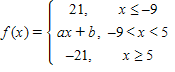 f(x) = { 21, x ≤ −9
ax + b, −9 < x < 5
−21, x ≥ 5